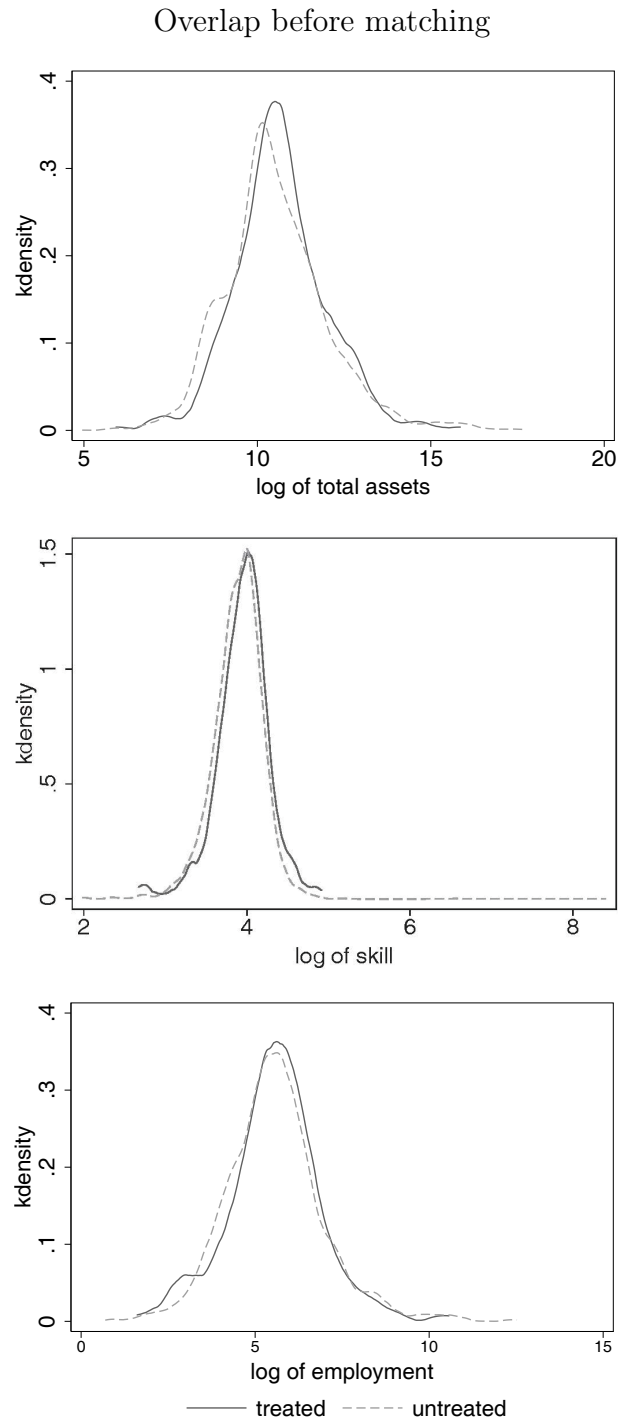 Overlap before matching
kdensity
.4
.3
.2
.1
0
5 10 15 20
log of total assets
kdensity
1.5
1
.5
0
2 4 6 8
log of skill
kdensity
.4
.3
.2
.1
0
0 5 10 15
log of employment
treated untreated